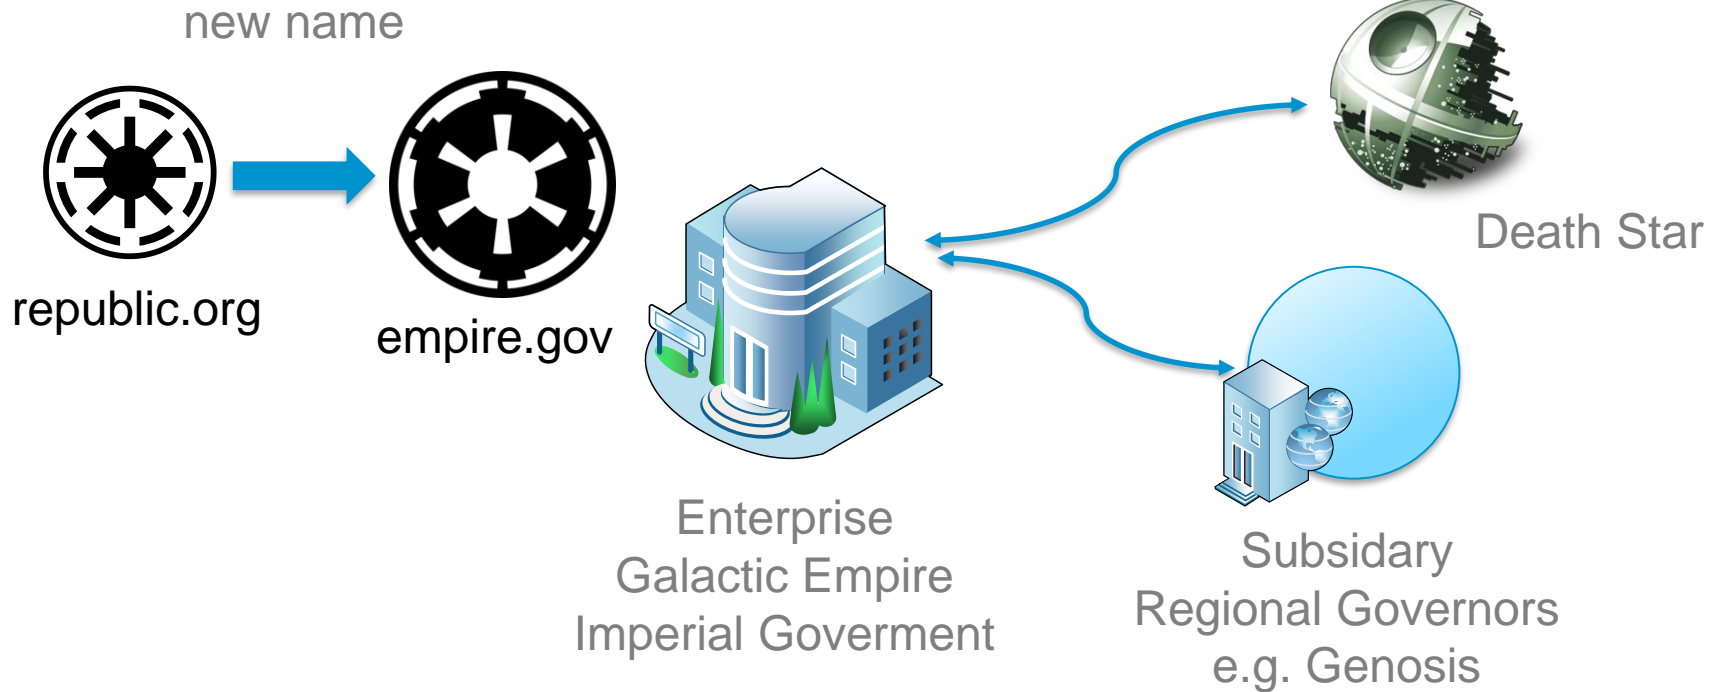 new name
republic.org
empire.gov
Death Star
Enterprise
Galactic Empire
Imperial Goverment
Subsidary
Regional Governors
e.g. Genosis